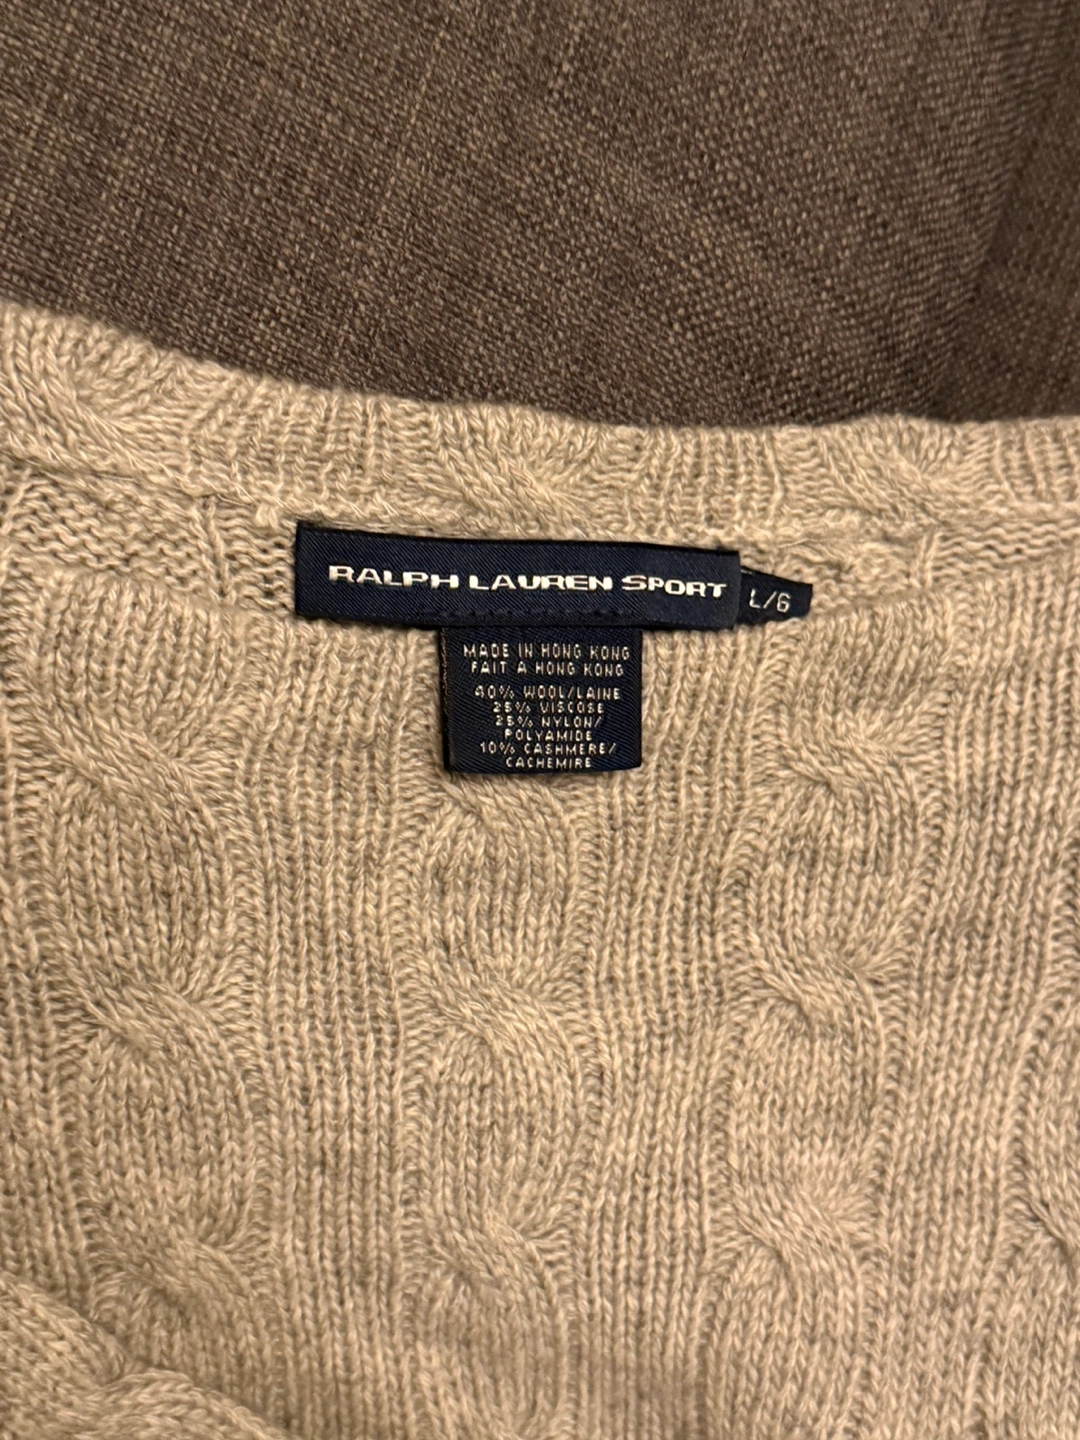 RALPH LAUREN SPORT
L/G
MADE IN HONG KONG
FAIT A HONG KONG
40% WOOL/LAINE
25% VISCOSE
25% NYLON/
POLYAMIDE
10% CASHMERE/
CACHEMIRE